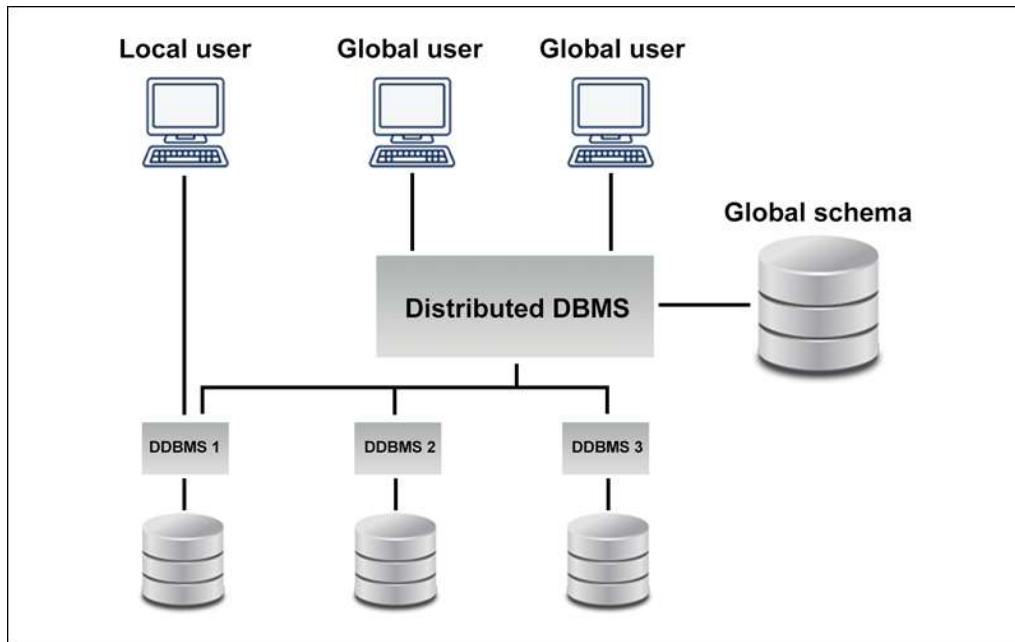 Local user
Global user
Global user
Global schema
Distributed DBMS
DDBMS 1
DDBMS 2
DDBMS 3